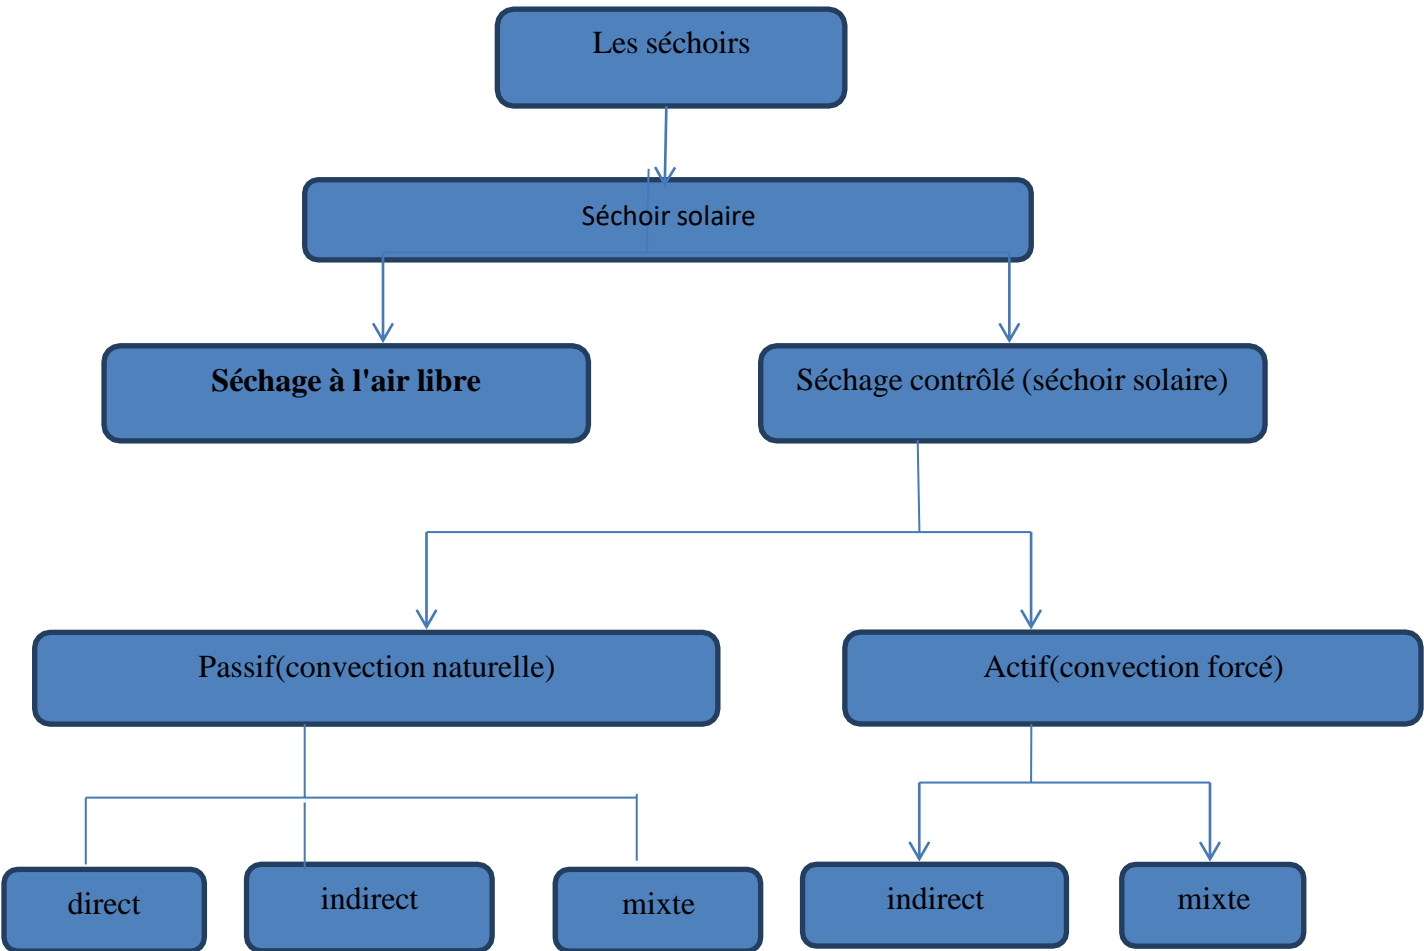 Les séchoirs
Séchoir solaire
Séchage à l'air libre
Séchage contrôlé (séchoir solaire)
Passif(convection naturelle)
Actif(convection forcé)
direct
indirect
mixte
indirect
mixte